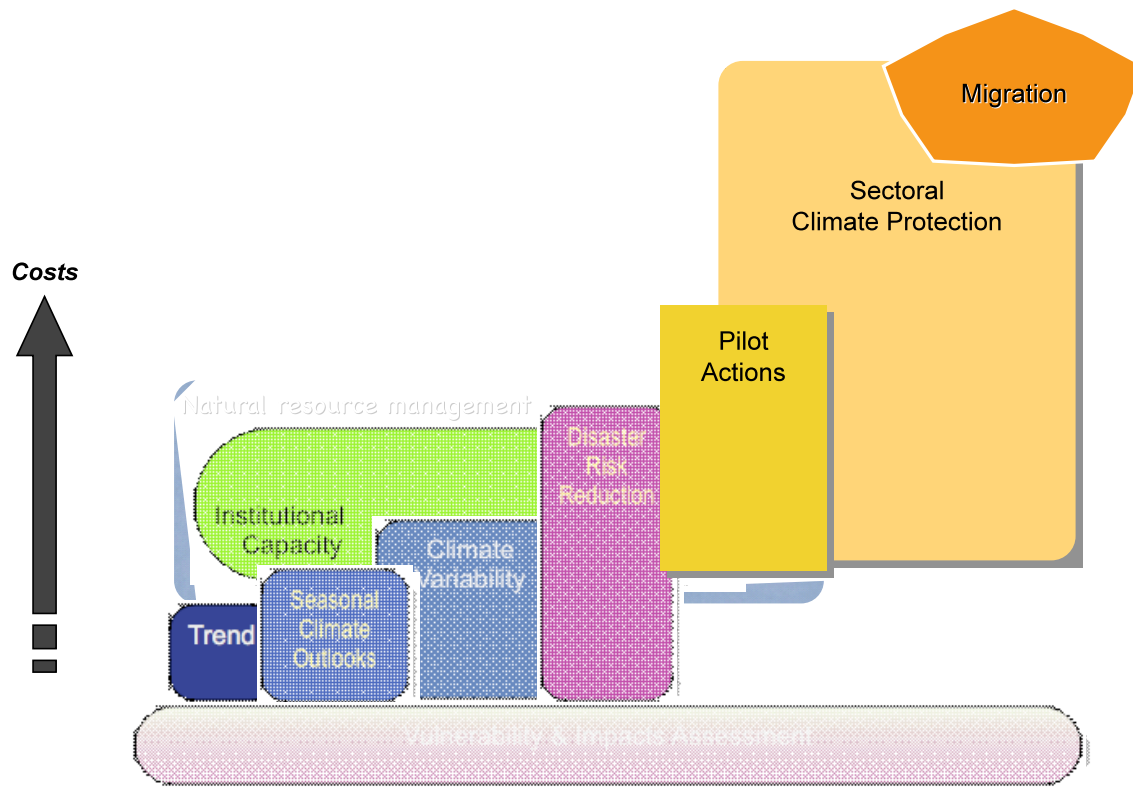 Migration
Sectoral
Climate Protection
Costs
Pilot
Actions
Natural resource management
Disaster
Risk
Reduction
Institutional
Capacity
Climate
Variability
Seasonal
Climate
Outlooks
Trend
Vulnerability & Impacts Assessment